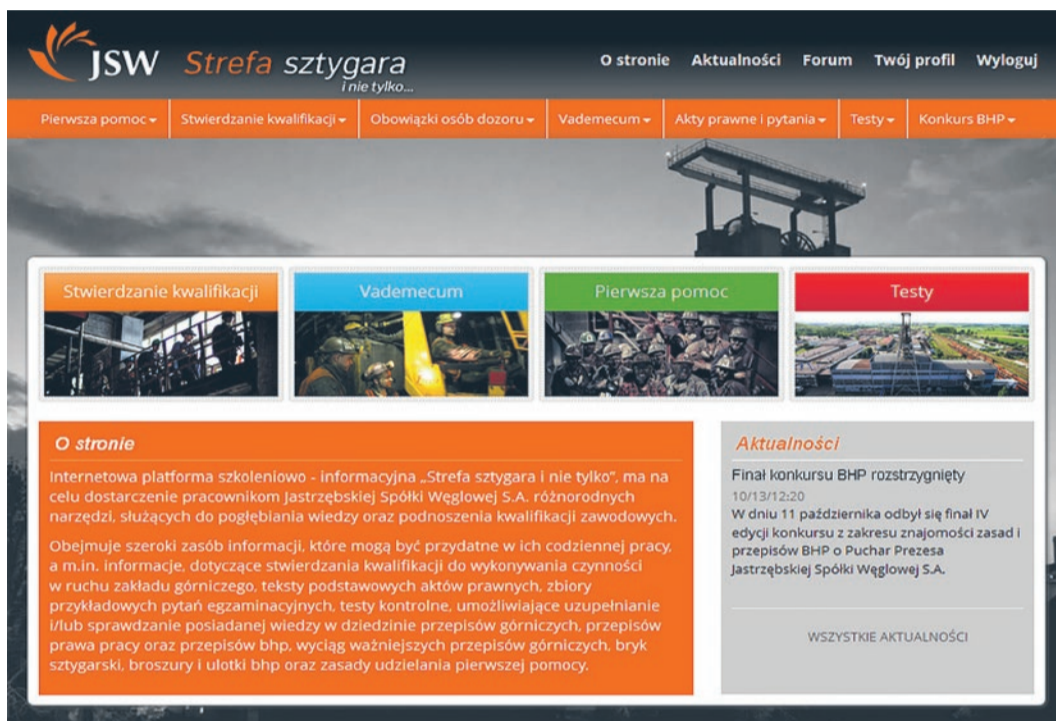 JSW Strefa sztygara
i nie tylko...
O stronie Aktualności Forum Twój profil Wyloguj
Pierwsza pomoc Stwierdzanie kwalifikacji Obowiązki osób dozoru Vademecum Akty prawne i pytania Testy Konkurs BHP
Stwierdzanie kwalifikacji Vademecum Pierwsza pomoc Testy
O stronie
Internetowa platforma szkoleniowo - informacyjna „Strefa sztygara i nie tylko”, ma na
celu dostarczenie pracownikom Jastrzębskiej Spółki Węglowej S.A. różnorodnych
narzędzi, służących do pogłębiania wiedzy oraz podnoszenia kwalifikacji zawodowych.
Obejmuje szeroki zasób informacji, które mogą być przydatne w ich codziennej pracy,
a m.in. informacje, dotyczące stwierdzania kwalifikacji do wykonywania czynności
w ruchu zakładu górniczego, teksty podstawowych aktów prawnych, zbiory
przykładowych pytań egzaminacyjnych, testy kontrolne, umożliwiające uzupełnianie
i/lub sprawdzanie posiadanej wiedzy w dziedzinie przepisów górniczych, przepisów
prawa pracy oraz przepisów bhp, wyciąg ważniejszych przepisów górniczych, bryk
sztygarski, broszury i ulotki bhp oraz zasady udzielania pierwszej pomocy.
Aktualności
Finał konkursu BHP rozstrzygnięty
10/13/12:20
W dniu 11 października odbył się finał IV
edycji konkursu z zakresu znajomości zasad i
przepisów BHP o Puchar Prezesa
Jastrzębskiej Spółki Węglowej S.A.
WSZYSTKIE AKTUALNOŚCI